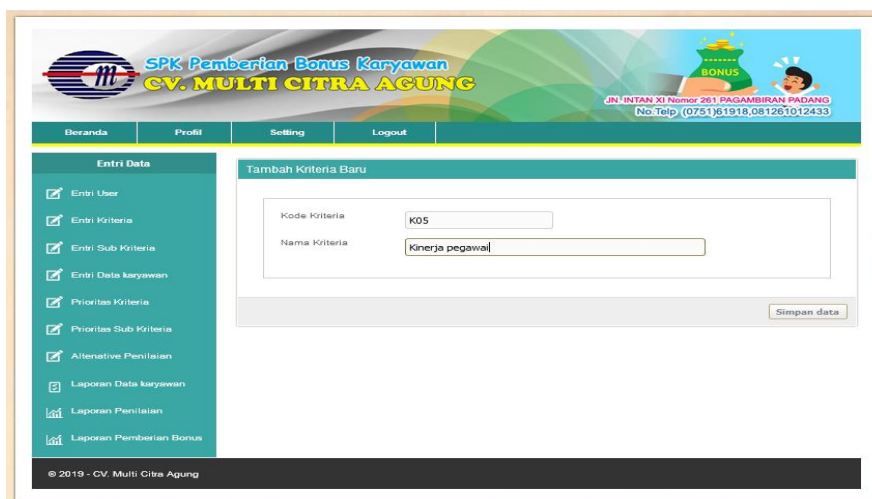 m
SPK Pemberian Bonus Karyawan
CV. MULTI CITRA AGUNG
BONUS
JN. INTAN XI Nomor 261 PAGAMBIRAN PADANG
No.Telp (0751)61918,081261012433
Beranda Profil Setting Logout
Entri Data
Entri User
Entri Kriteria
Entri Sub Kriteria
Entri Data karyawan
Prioritas Kriteria
Prioritas Sub Kriteria
Altenative Penilaian
Laporan Data karyawan
Laporan Penilaian
Laporan Pemberian Bonus
Tambah Kriteria Baru
Kode Kriteria K05
Nama Kriteria Kinerja pegawai
Simpan data
© 2019 - CV. Multi Citra Agung